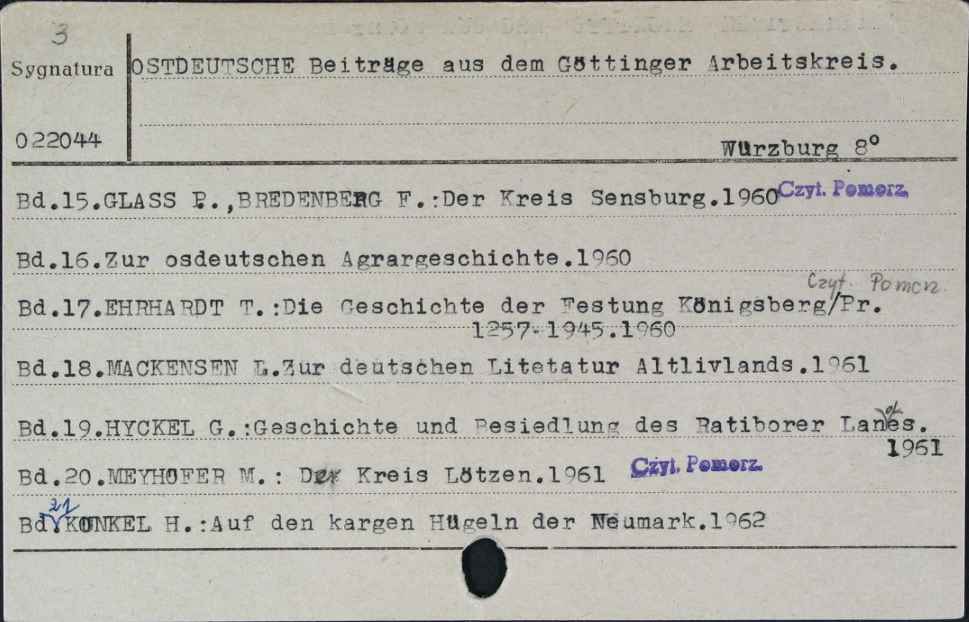 3
Sygnatura OSTDEUTSCHE Beiträge aus dem Göttinger Arbeitskreis.
022044
Würzburg 8°
Bd.15.GLASS P.,BREDENBERG F.:Der Kreis Sensburg.1960 Czyt. Pomorz.
Bd.16.Zur osdeutschen Agrargeschichte.1960
Czyt. Pomorz.
Bd.17.EHRHARDT T.:Die Geschichte der Festung Königsberg/Pr.
1257-1945.1960
Bd.18.MACKENSEN L.Zur deutschen Litetatur Altlivlands.1961
Bd.19.HYCKEL G.:Geschichte und Besiedlung des Ratiborer Landes.
1961
Bd.20.MEYHÖFER M.: Der Kreis Lötzen.1961 Czyt. Pomorz.
Bd.21 KÜNKEL H.:Auf den kargen Hügeln der Neumark.1962